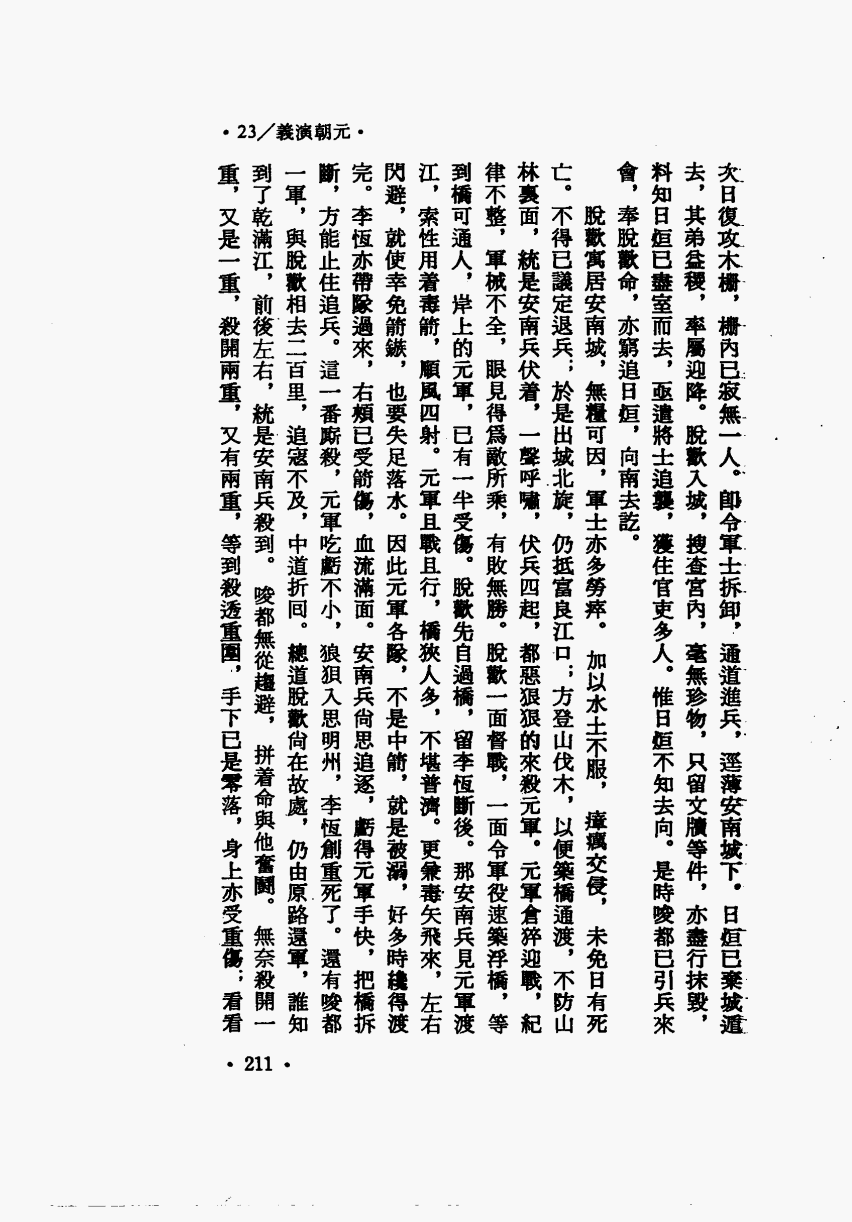 •23/義演朝元•
次日復攻木柵，柵內已寂無一人。卽令軍士拆卸，通道進兵，逕薄安南城下。日烜已棄城遁
去，其弟益稷，率屬迎降。脫歡入城，搜查宮內，毫無珍物，只留文牘等件，亦盡行抹毀，
料知日烜已盡室而去，亟遣將士追襲，獲住官吏多人。惟日烜不知去向。是時唆都已引兵來
會，奉脫歡命，亦窮追日烜，向南去訖。
脫歡寓居安南城，無糧可因，軍士亦多勞瘁。加以水土不服，瘴癘交侵，未免日有死
亡。不得已議定退兵；於是出城北旋，仍抵富良江口；方登山伐木，以便築橋通渡，不防山
林裏面，統是安南兵伏着，一聲呼嘯，伏兵四起，都惡狠狠的來殺元軍。元軍倉猝迎戰，紀
律不整，軍械不全，眼見得爲敵所乘，有敗無勝。脫歡一面督戰，一面令軍役速築浮橋，等
到橋可通人，岸上的元軍，已有一半受傷。脫歡先自過橋，留李恆斷後。那安南兵見元軍渡
江，索性用着毒箭，順風四射。元軍且戰且行，橋狹人多，不堪普濟。更兼毒矢飛來，左右
閃避，就使幸免箭鏃，也要失足落水。因此元軍各隊，不是中箭，就是被溺，好多時纔得渡
完。李恆亦帶隊過來，右頰已受箭傷，血流滿面。安南兵尙思追逐，虧得元軍手快，把橋拆
斷，方能止住追兵。這一番廝殺，元軍吃虧不小，狼狽入思明州，李恆創重死了。還有唆都
一軍，與脫歡相去二百里，追寇不及，中道折回。總道脫歡尙在故處，仍由原路還軍，誰知
到了乾滿江，前後左右，統是安南兵殺到。唆都無從趨避，拼着命與他奮鬭。無奈殺開一
重，又是一重，殺開兩重，又有兩重，等到殺透重圍，手下已是零落，身上亦受重傷；看看
•211•